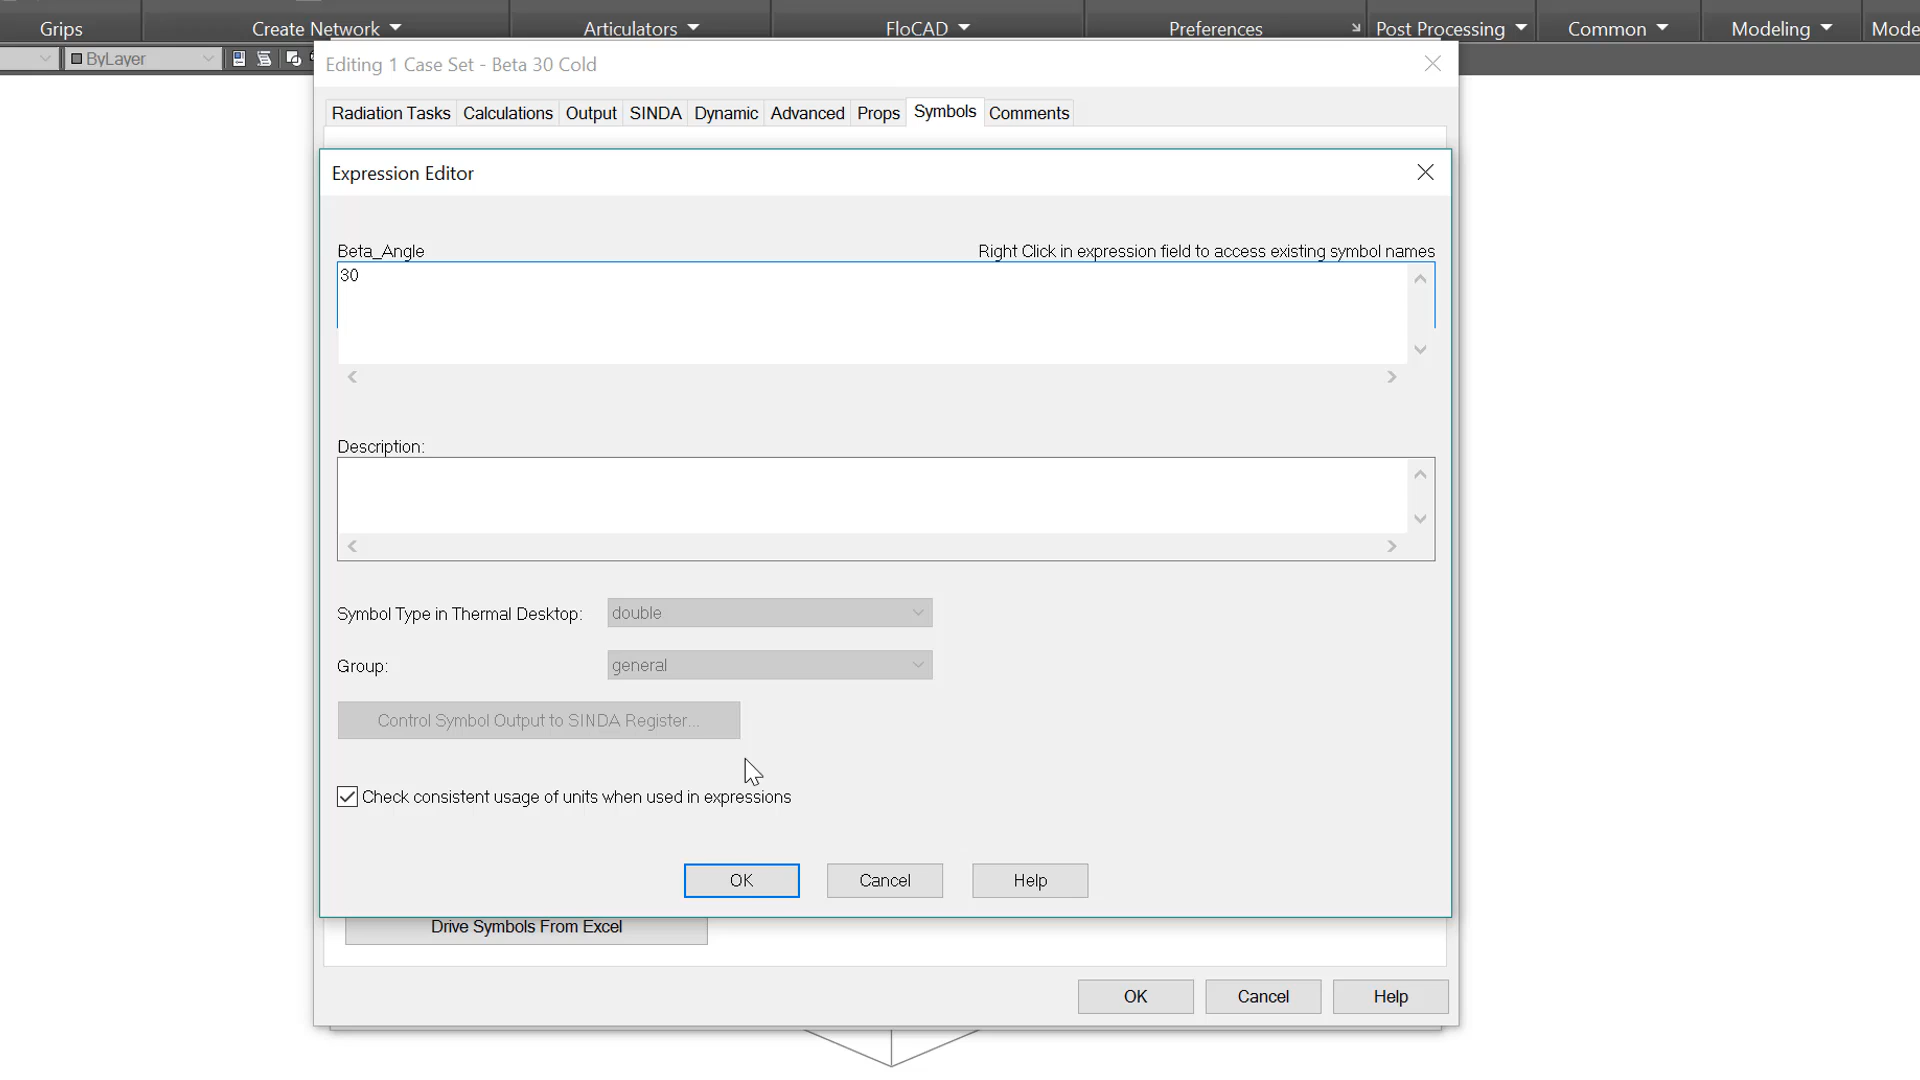 Grips Create Network Articulators FloCAD Preferences Post Processing Common Modeling Mode
ByLayer
Editing 1 Case Set - Beta 30 Cold
Radiation Tasks Calculations Output SINDA Dynamic Advanced Props Symbols Comments
Expression Editor
Beta_Angle Right Click in expression field to access existing symbol names
30
Description:
Symbol Type in Thermal Desktop: double
Group: general
Control Symbol Output to SINDA Register...
Check consistent usage of units when used in expressions
OK Cancel Help
Drive Symbols From Excel
OK Cancel Help